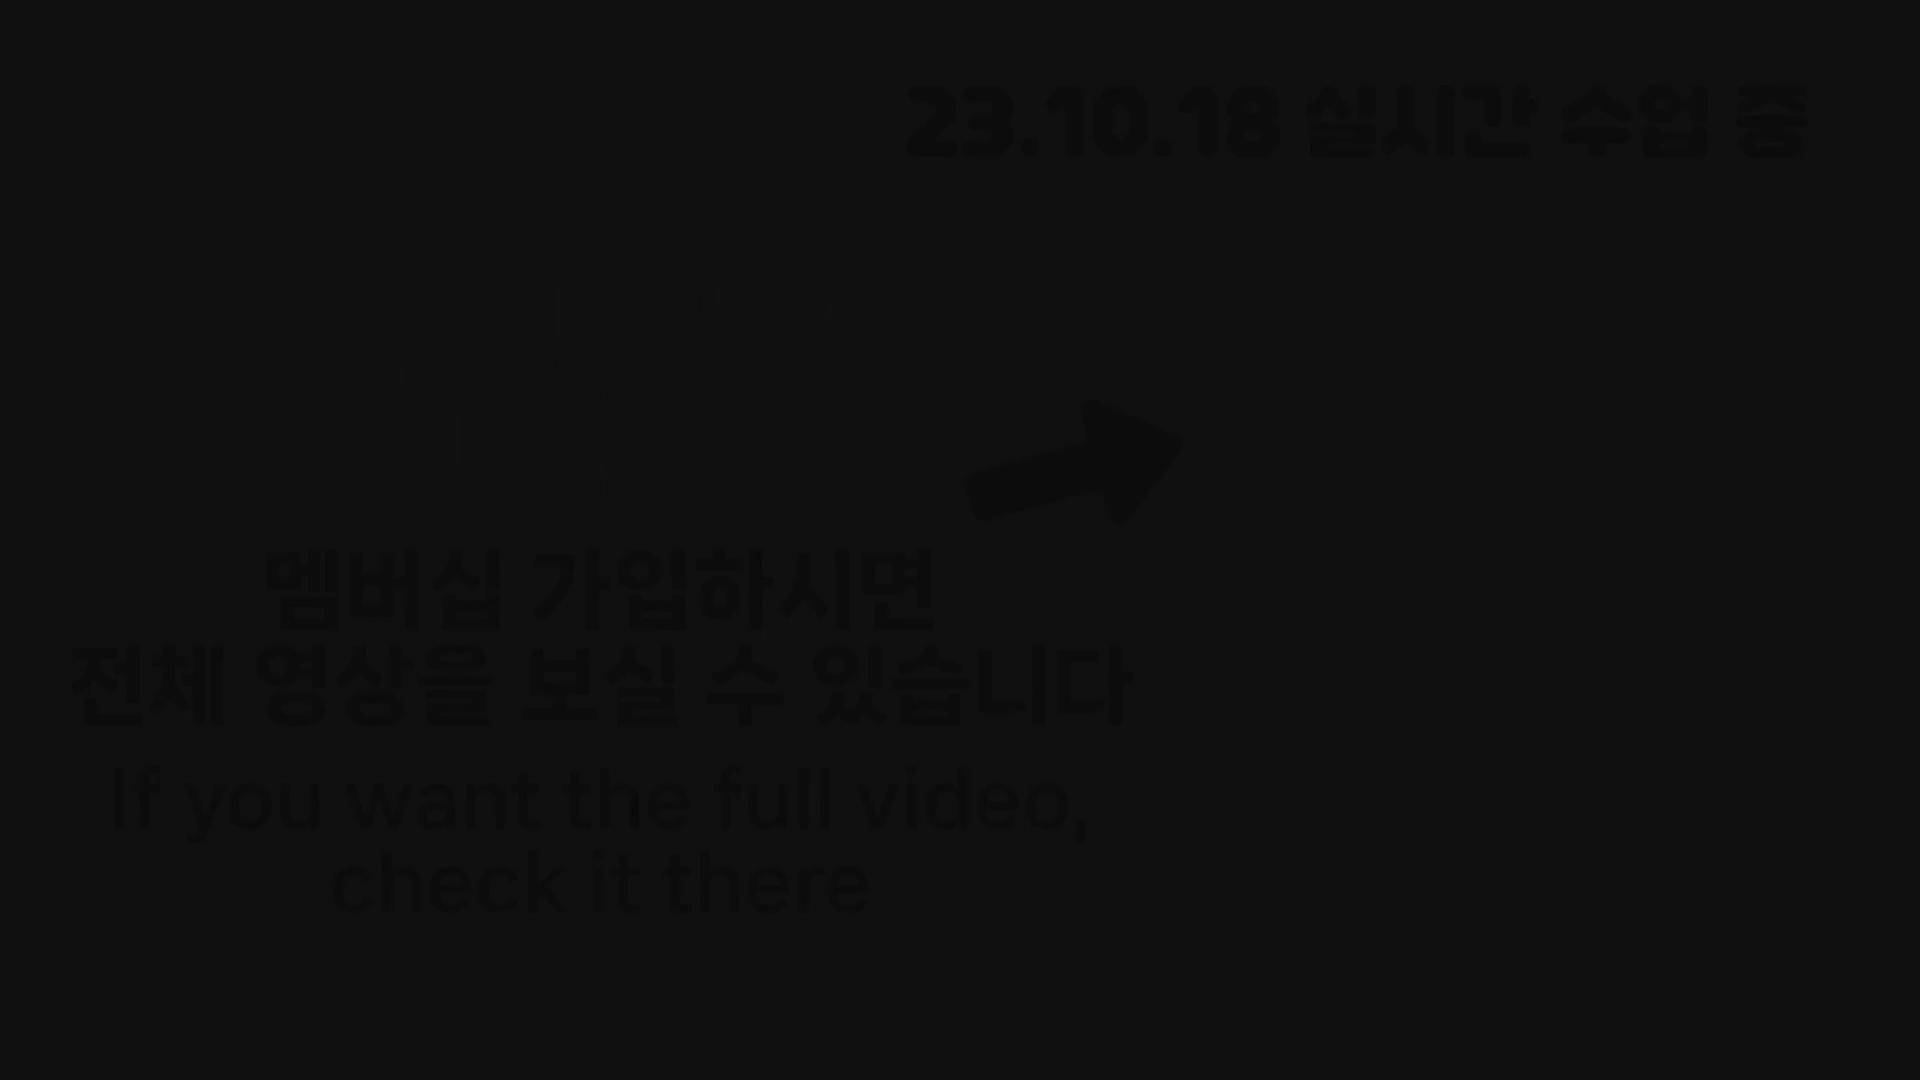 23.10.18 실시간 수업 중
멤버십 가입하시면
전체 영상을 보실 수 있습니다
If you want the full video,
check it there